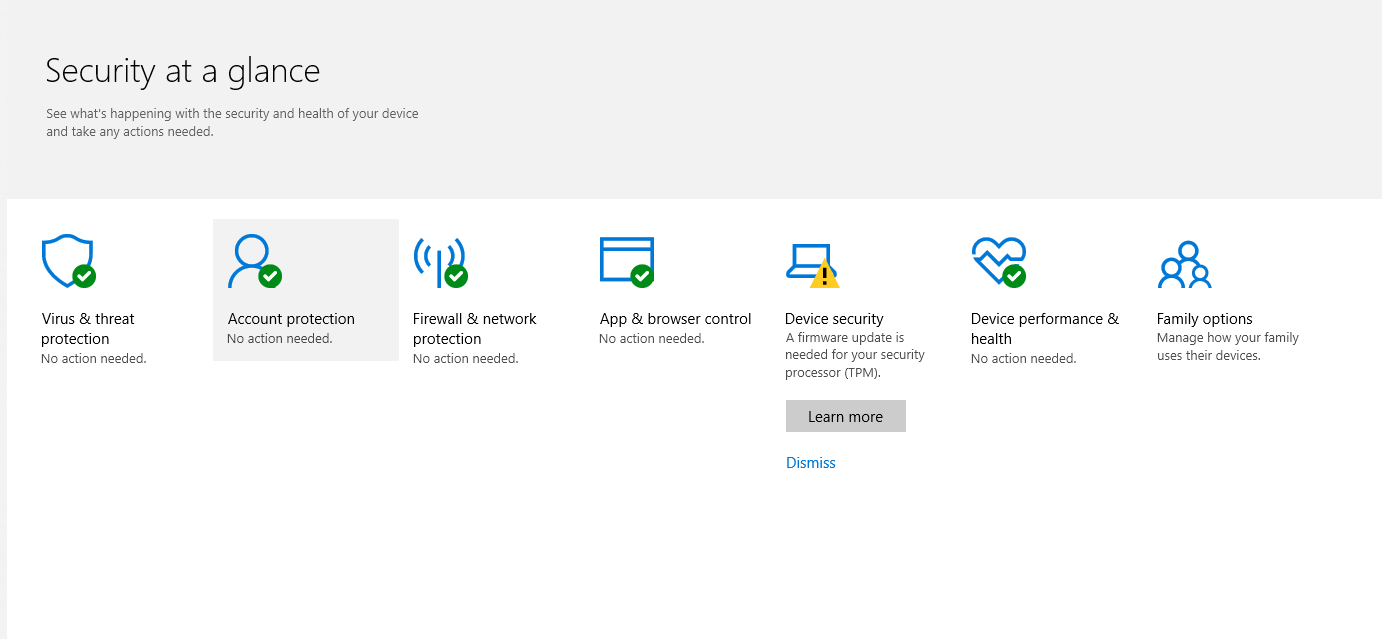 Security at a glance
See what's happening with the security and health of your device
and take any actions needed.
Virus & threat
protection
No action needed.
Account protection
No action needed.
Firewall & network
protection
No action needed.
App & browser control
No action needed.
Device security
A firmware update is
needed for your security
processor (TPM).
Learn more
Dismiss
Device performance &
health
No action needed.
Family options
Manage how your family
uses their devices.